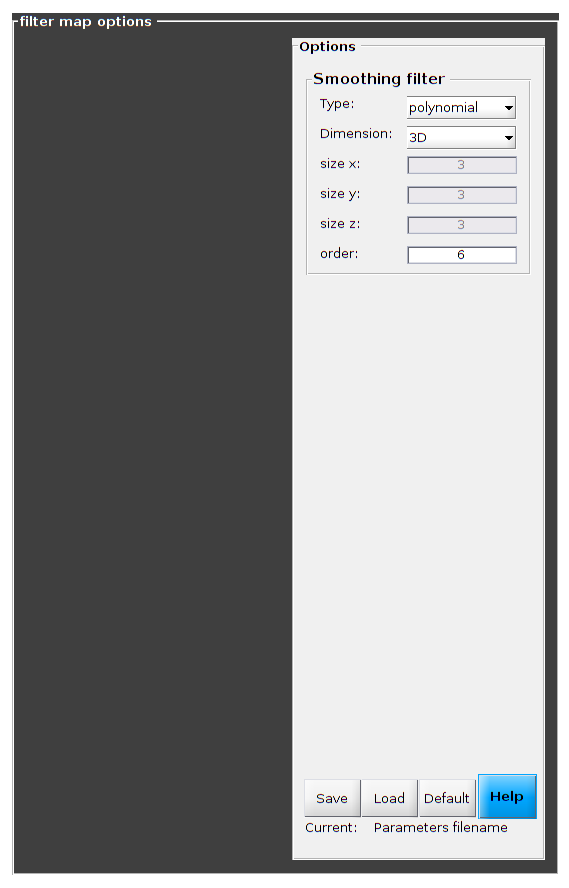 filter map options
Options
Smoothing filter
Type: polynomial
Dimension: 3D
size x: 3
size y: 3
size z: 3
order: 6
Save Load Default Help
Current: Parameters filename